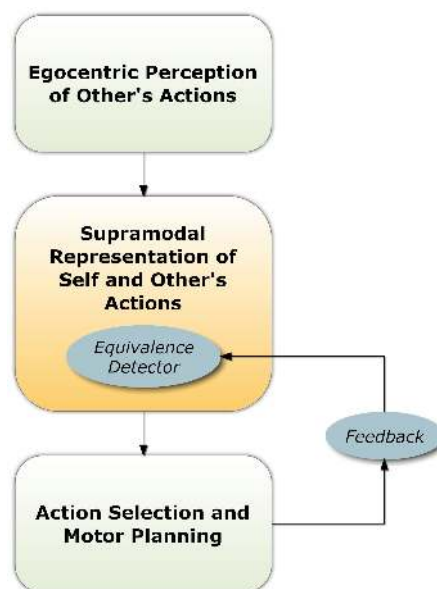 Egocentric Perception
of Other's Actions
Supramodal
Representation of
Self and Other's
Actions
Equivalence
Detector
Feedback
Action Selection and
Motor Planning